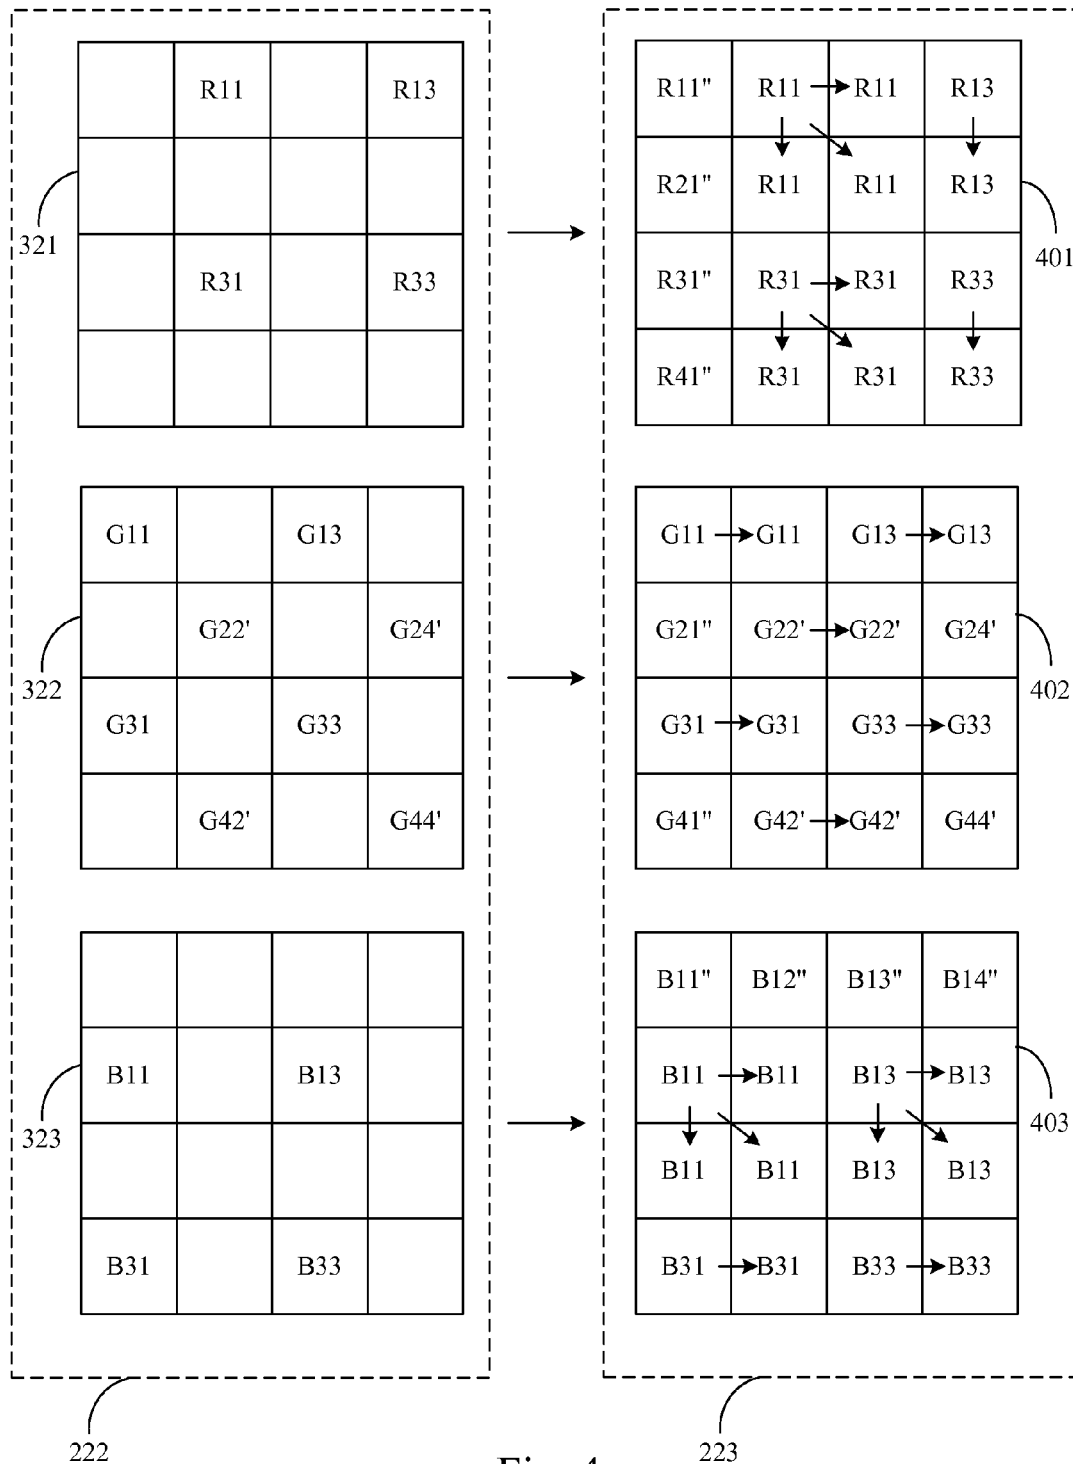 R11 R13
R31 R33
321
R11" R11 R11 R13
R21" R11 R11 R13
R31" R31 R31 R33
R41" R31 R31 R33
401
G11 G13
G22' G24'
G31 G33
G42' G44'
322
G11 G11 G13 G13
G21" G22' G22' G24'
G31 G31 G33 G33
G41" G42' G42' G44'
402
B11 B13
B31 B33
323
B11" B12" B13" B14"
B11 B11 B13 B13
B11 B11 B13 B13
B31 B31 B33 B33
403
222
223
Fig. 4